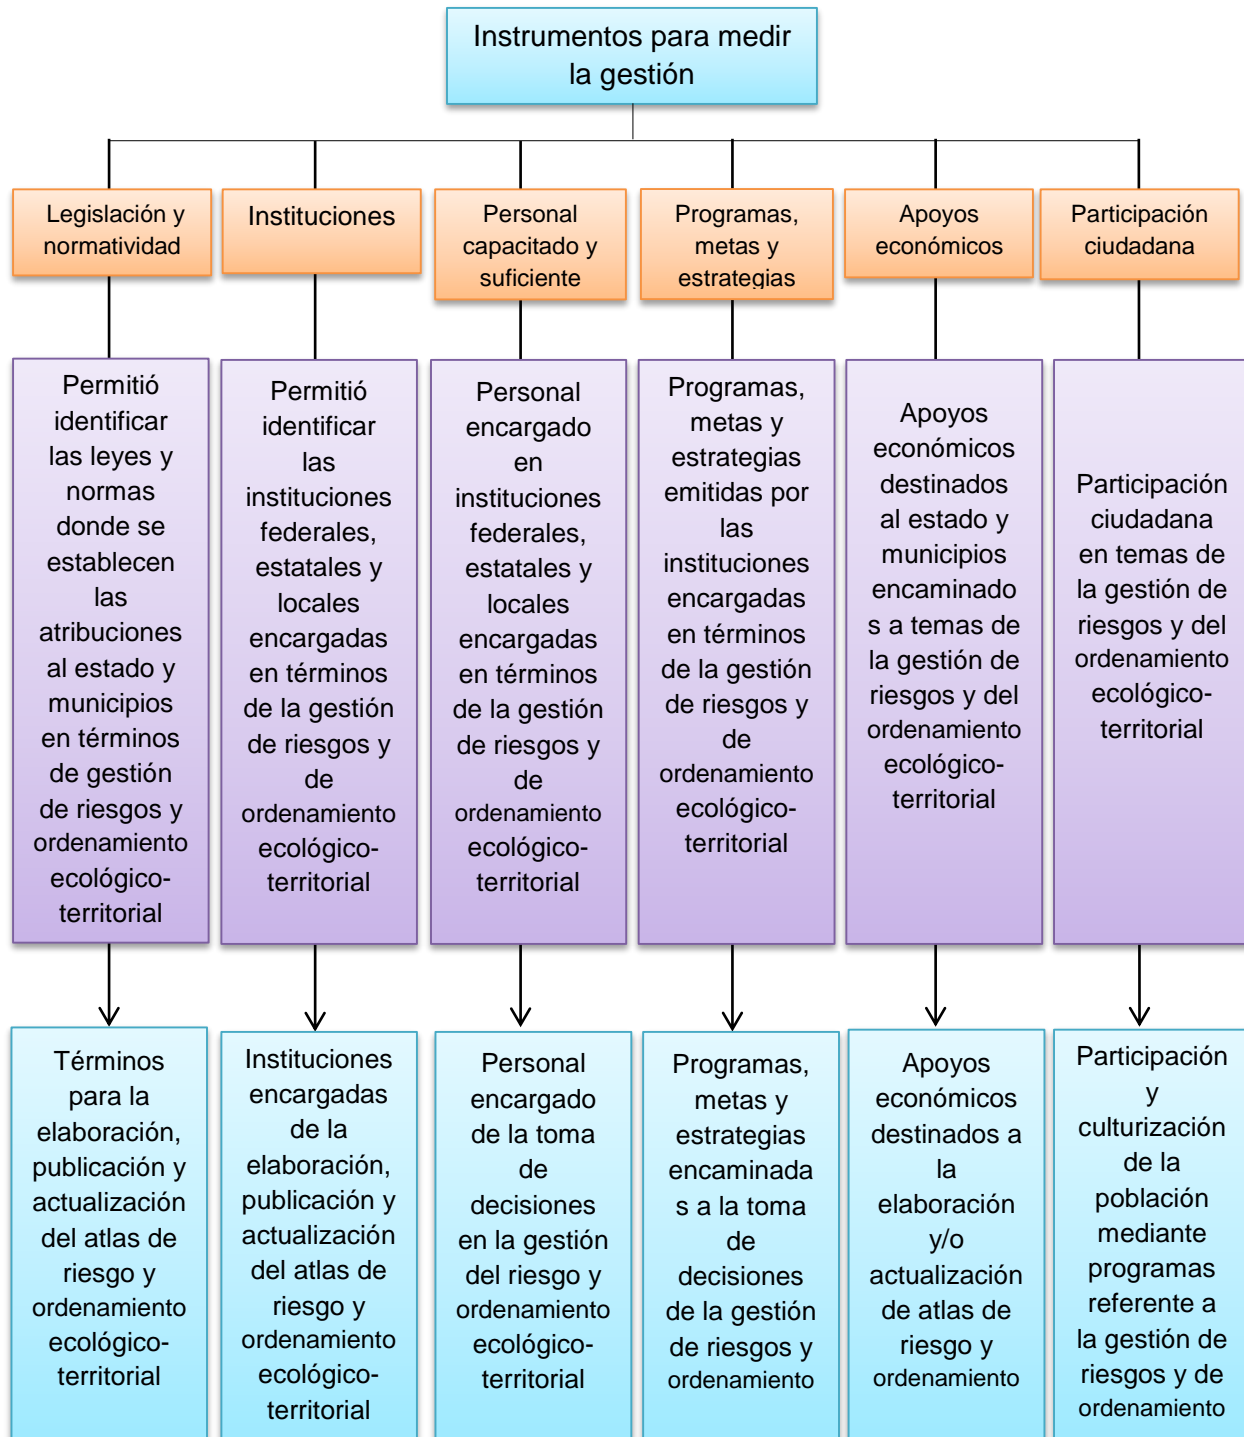 Instrumentos para medir
la gestión
Legislación y
normatividad
Instituciones
Personal
capacitado y
suficiente
Programas,
metas y
estrategias
Apoyos
económicos
Participación
ciudadana
Permitió
identificar
las leyes y
normas
donde se
establecen
las
atribuciones
al estado y
municipios
en términos
de gestión
de riesgos y
ordenamiento
ecológico-
territorial
Permitió
identificar
las
instituciones
federales,
estatales y
locales
encargadas
en términos
de la gestión
de riesgos y
de
ordenamiento
ecológico-
territorial
Personal
encargado
en
instituciones
federales,
estatales y
locales
encargadas
en términos
de la gestión
de riesgos y
de
ordenamiento
ecológico-
territorial
Programas,
metas y
estrategias
emitidas por
las
instituciones
encargadas
en términos
de la gestión
de riesgos y
de
ordenamiento
ecológico-
territorial
Apoyos
económicos
destinados
al estado y
municipios
encaminado
s a temas de
la gestión de
riesgos y del
ordenamiento
ecológico-
territorial
Participación
ciudadana
en temas de
la gestión de
riesgos y del
ordenamiento
ecológico-
territorial
Términos
para la
elaboración,
publicación y
actualización
del atlas de
riesgo y
ordenamiento
ecológico-
territorial
Instituciones
encargadas
de la
elaboración,
publicación y
actualización
del atlas de
riesgo y
ordenamiento
ecológico-
territorial
Personal
encargado
de la toma
de
decisiones
en la gestión
del riesgo y
ordenamiento
ecológico-
territorial
Programas,
metas y
estrategias
encaminada
s a la toma
de
decisiones
de la gestión
de riesgos y
ordenamiento
Apoyos
económicos
destinados a
la
elaboración
y/o
actualización
de atlas de
riesgo y
ordenamiento
Participación
y
culturización
de la
población
mediante
programas
referente a
la gestión de
riesgos y de
ordenamiento